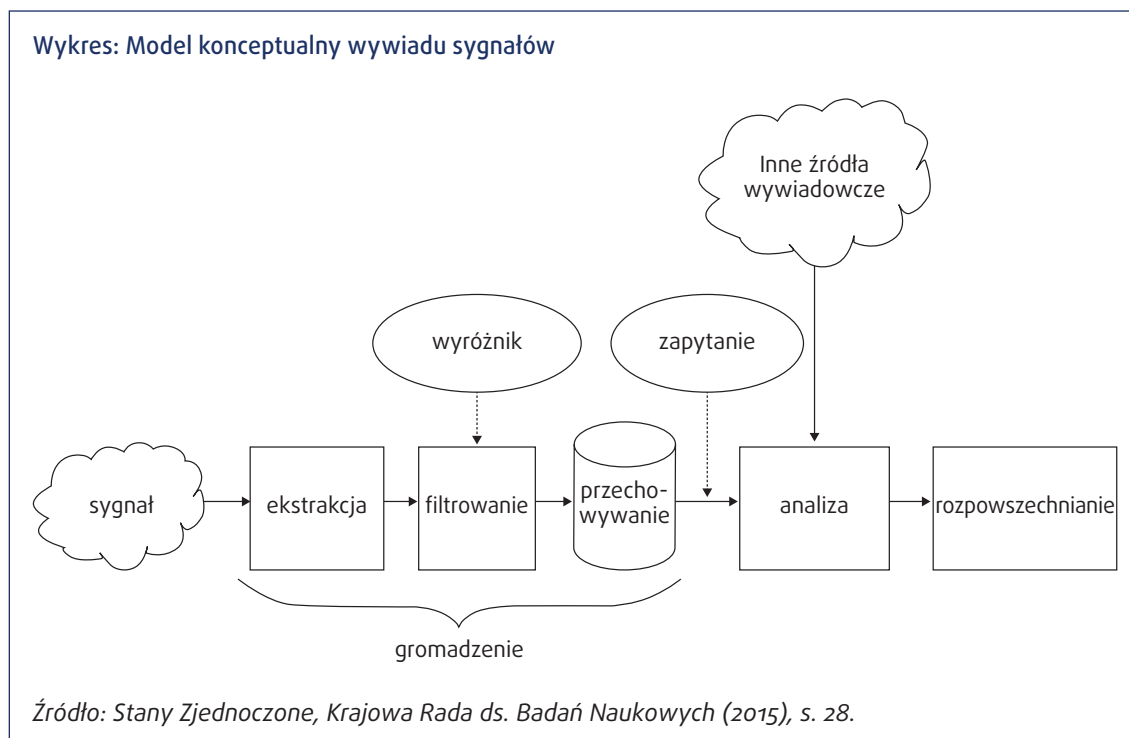 Wykres: Model konceptualny wywiadu sygnałów
Inne źródła
wywiadowcze
wyróżnik
zapytanie
sygnał
ekstrakcja
filtrowanie
przecho-
wywanie
analiza
rozpowszechnianie
gromadzenie
Źródło: Stany Zjednoczone, Krajowa Rada ds. Badań Naukowych (2015), s. 28.